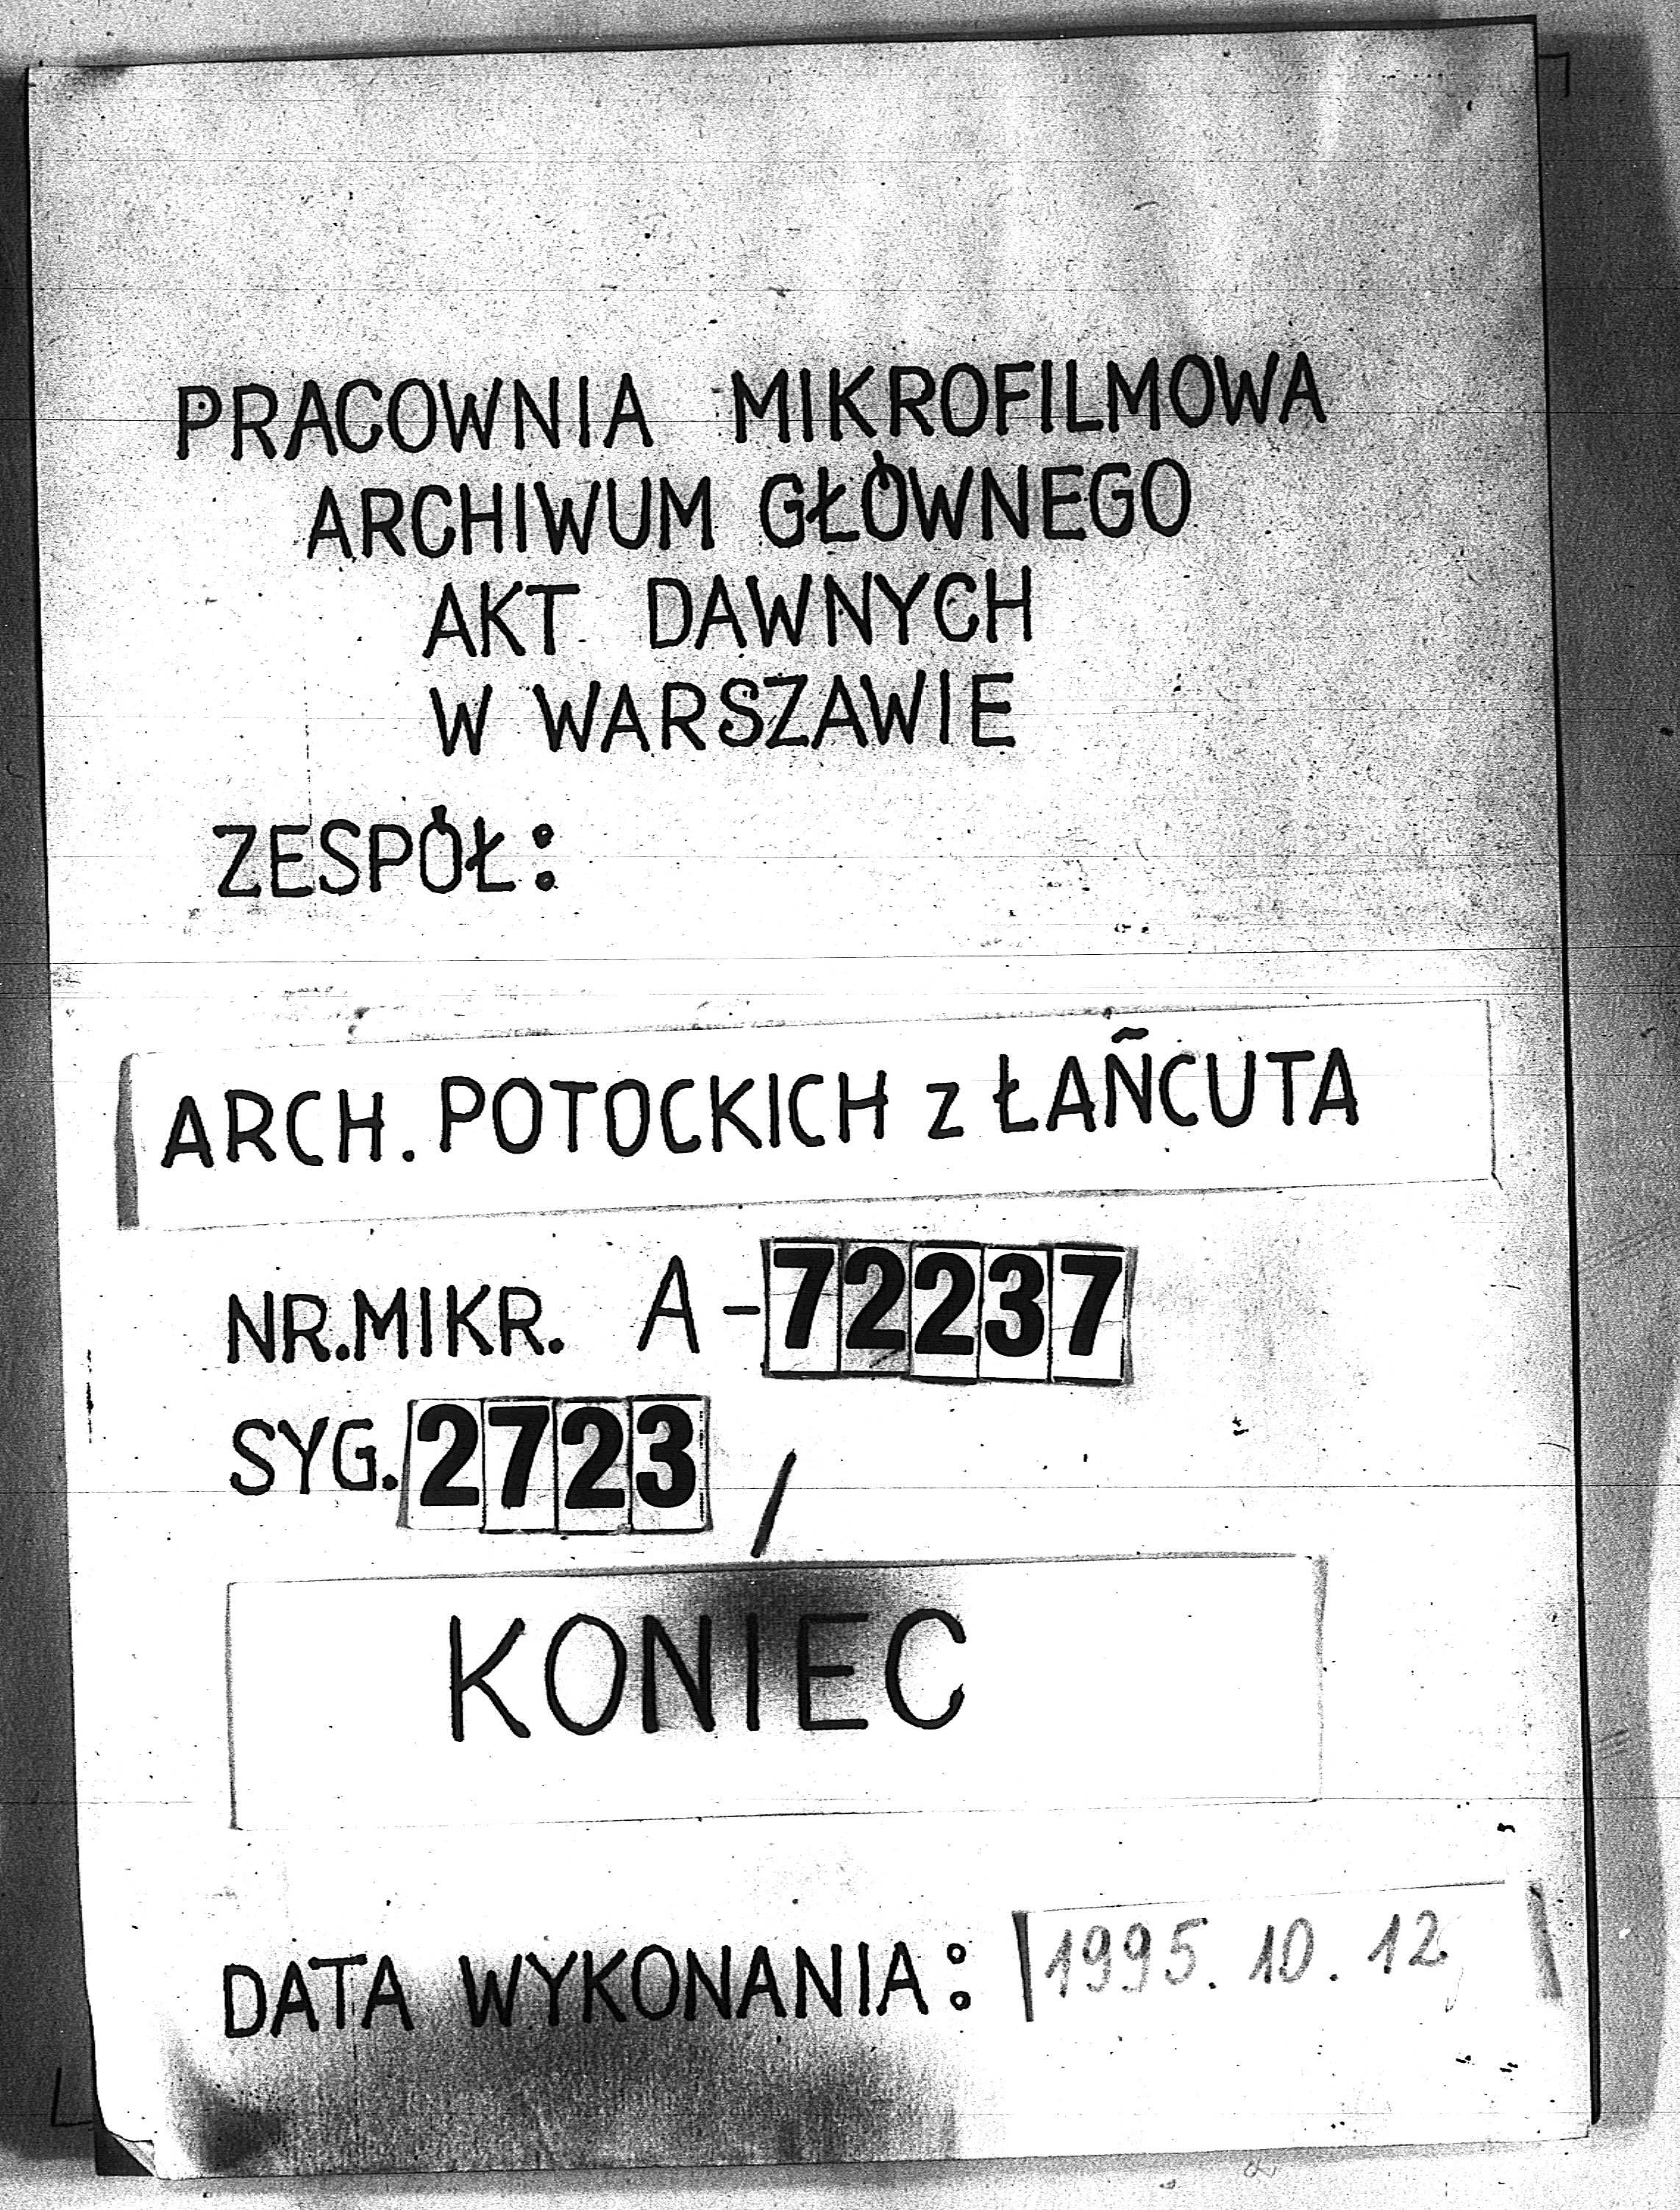 PRACOWNIA MIKROFILMOWA
ARCHIWUM GŁÓWNEGO
AKT DAWNYCH
W WARSZAWIE
ZESPÓŁ:
ARCH. POTOCKICH z ŁAŃCUTA
NR.MIKR. A-72237
SYG. 2723 /
KONIEC
DATA WYKONANIA: 1995.10.12